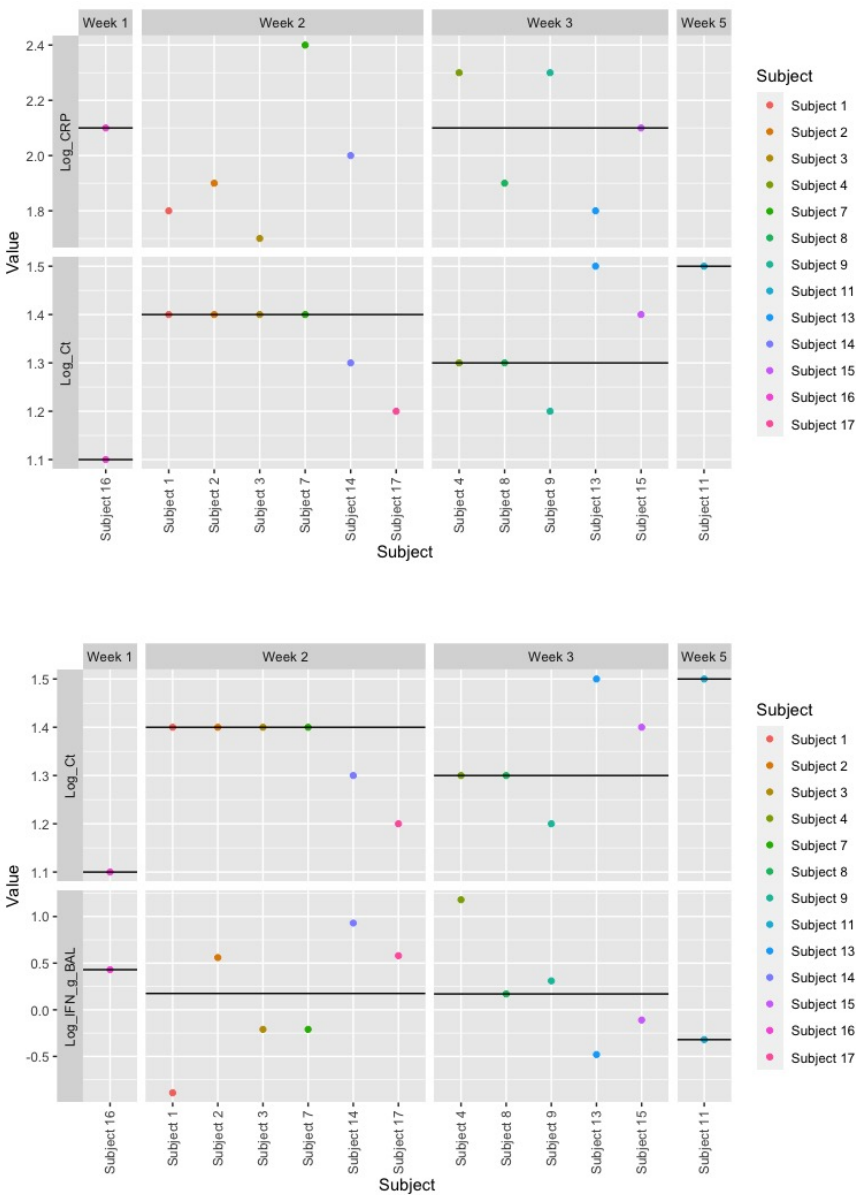 Week 1 Week 2 Week 3 Week 5
Log_CRP
2.4
2.2
2.0
1.8
Value
Log_Ct
1.5
1.4
1.3
1.2
1.1
Subject 16 Subject 1 Subject 2 Subject 3 Subject 7 Subject 14 Subject 17 Subject 4 Subject 8 Subject 9 Subject 13 Subject 15 Subject 11
Subject
Subject
Subject 1
Subject 2
Subject 3
Subject 4
Subject 7
Subject 8
Subject 9
Subject 11
Subject 13
Subject 14
Subject 15
Subject 16
Subject 17
Week 1 Week 2 Week 3 Week 5
Log_Ct
1.5
1.4
1.3
1.2
1.1
Value
Log_IFN_g_BAL
1.0
0.5
0.0
-0.5
Subject 16 Subject 1 Subject 2 Subject 3 Subject 7 Subject 14 Subject 17 Subject 4 Subject 8 Subject 9 Subject 13 Subject 15 Subject 11
Subject
Subject
Subject 1
Subject 2
Subject 3
Subject 4
Subject 7
Subject 8
Subject 9
Subject 11
Subject 13
Subject 14
Subject 15
Subject 16
Subject 17